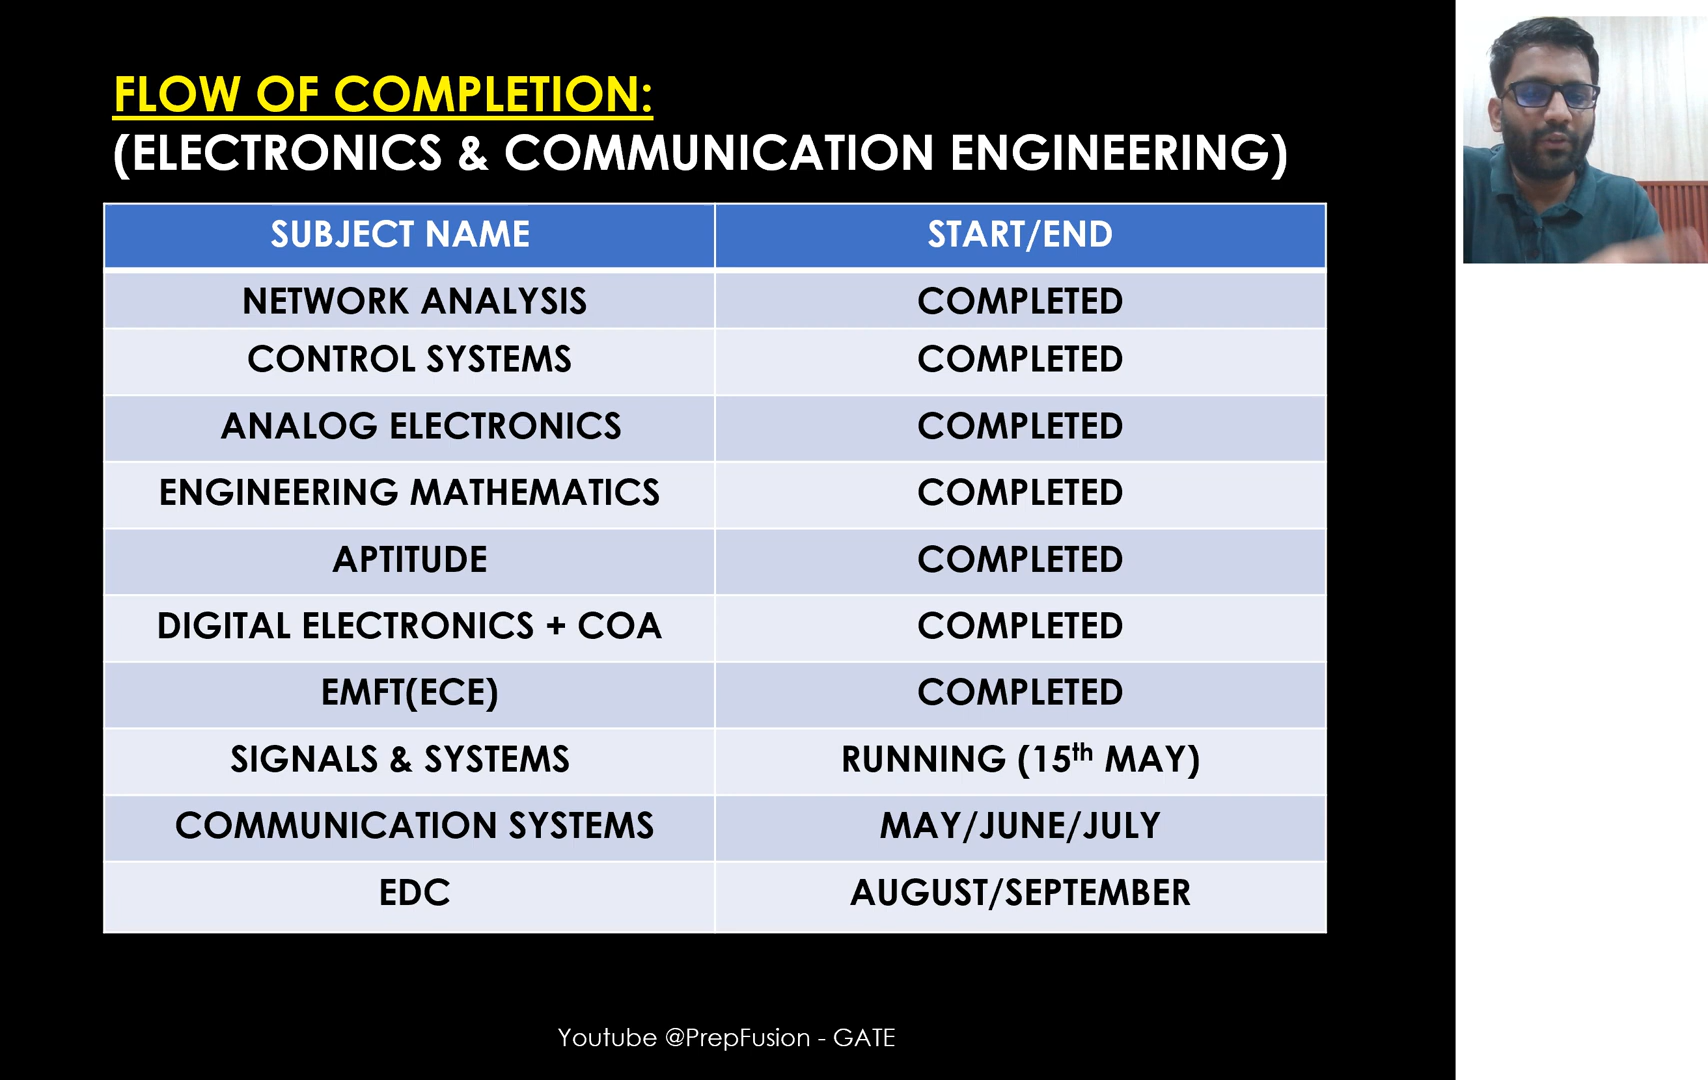 FLOW OF COMPLETION:
(ELECTRONICS & COMMUNICATION ENGINEERING)
SUBJECT NAME START/END
NETWORK ANALYSIS COMPLETED
CONTROL SYSTEMS COMPLETED
ANALOG ELECTRONICS COMPLETED
ENGINEERING MATHEMATICS COMPLETED
APTITUDE COMPLETED
DIGITAL ELECTRONICS + COA COMPLETED
EMFT(ECE) COMPLETED
SIGNALS & SYSTEMS RUNNING (15th MAY)
COMMUNICATION SYSTEMS MAY/JUNE/JULY
EDC AUGUST/SEPTEMBER
Youtube @PrepFusion - GATE